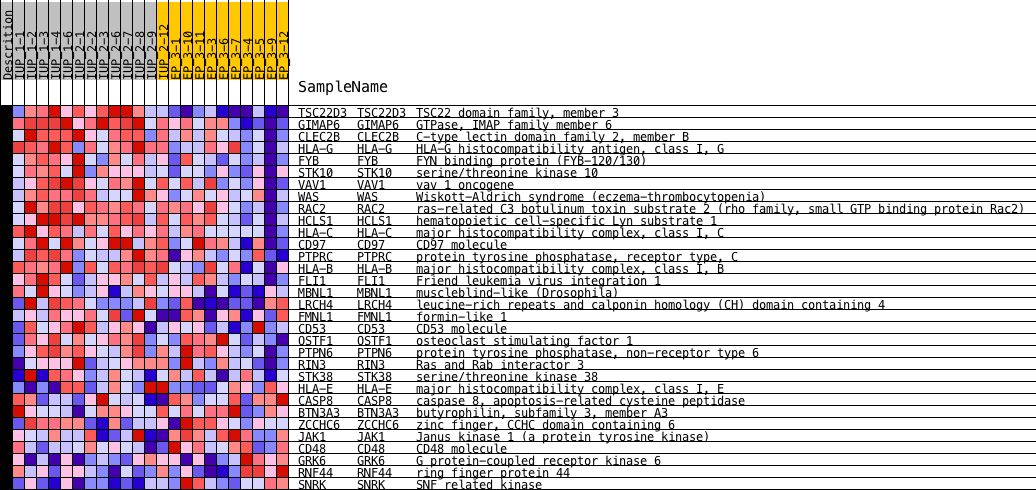 Descrition
IUP_1-1
IUP_1-2
IUP_1-3
IUP_1-4
IUP_1-6
IUP_2-1
IUP_2-2
IUP_2-3
IUP_2-6
IUP_2-7
IUP_2-8
IUP_2-9
IUP_2-12
EP_3-1
EP_3-10
EP_3-11
EP_3-3
EP_3-6
EP_3-7
EP_3-4
EP_3-5
EP_3-9
EP_3-12
SampleName
TSC22D3 TSC22D3 TSC22 domain family, member 3
GIMAP6 GIMAP6 GTPase, IMAP family member 6
CLEC2B CLEC2B C-type lectin domain family 2, member B
HLA-G HLA-G HLA-G histocompatibility antigen, class I, G
FYB FYB FYN binding protein (FYB-120/130)
STK10 STK10 serine/threonine kinase 10
VAV1 VAV1 vav 1 oncogene
WAS WAS Wiskott-Aldrich syndrome (eczema-thrombocytopenia)
RAC2 RAC2 ras-related C3 botulinum toxin substrate 2 (rho family, small GTP binding protein Rac2)
HCLS1 HCLS1 hematopoietic cell-specific Lyn substrate 1
HLA-C HLA-C major histocompatibility complex, class I, C
CD97 CD97 CD97 molecule
PTPRC PTPRC protein tyrosine phosphatase, receptor type, C
HLA-B HLA-B major histocompatibility complex, class I, B
FLI1 FLI1 Friend leukemia virus integration 1
MBNL1 MBNL1 muscleblind-like (Drosophila)
LRCH4 LRCH4 leucine-rich repeats and calponin homology (CH) domain containing 4
FMNL1 FMNL1 formin-like 1
CD53 CD53 CD53 molecule
OSTF1 OSTF1 osteoclast stimulating factor 1
PTPN6 PTPN6 protein tyrosine phosphatase, non-receptor type 6
RIN3 RIN3 Ras and Rab interactor 3
STK38 STK38 serine/threonine kinase 38
HLA-E HLA-E major histocompatibility complex, class I, E
CASP8 CASP8 caspase 8, apoptosis-related cysteine peptidase
BTN3A3 BTN3A3 butyrophilin, subfamily 3, member A3
ZCCHC6 ZCCHC6 zinc finger, CCHC domain containing 6
JAK1 JAK1 Janus kinase 1 (a protein tyrosine kinase)
CD48 CD48 CD48 molecule
GRK6 GRK6 G protein-coupled receptor kinase 6
RNF44 RNF44 ring finger protein 44
SNRK SNRK SNF related kinase